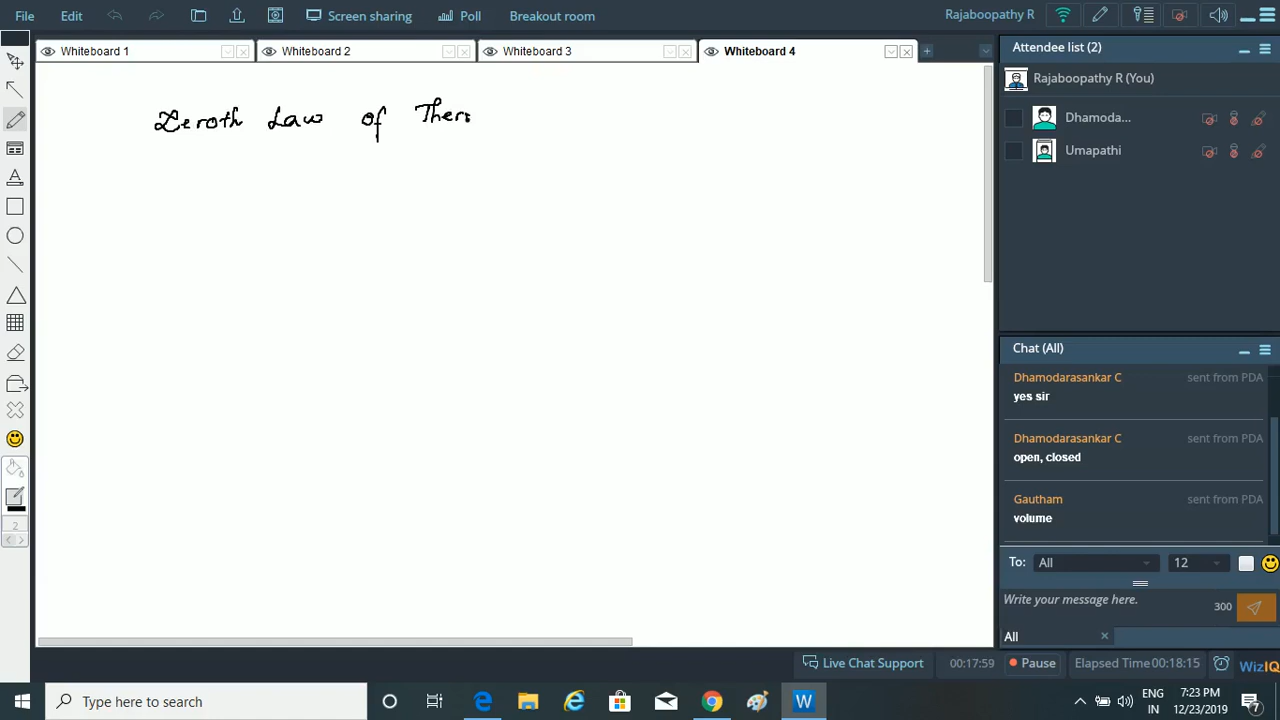 File Edit Screen sharing Poll Breakout room Rajaboopathy R
Whiteboard 1 Whiteboard 2 Whiteboard 3 Whiteboard 4
Attendee list (2)
Rajaboopathy R (You)
Dhamoda...
Umapathi
Zeroth Law of Ther
Chat (All)
Dhamodarasankar C sent from PDA
yes sir
Dhamodarasankar C sent from PDA
open, closed
Gautham sent from PDA
volume
2
To: All 12
Write your message here. 300
All
Live Chat Support 00:17:59 Pause Elapsed Time 00:18:15 WizIQ
Type here to search
ENG 7:23 PM
IN 12/23/2019 7